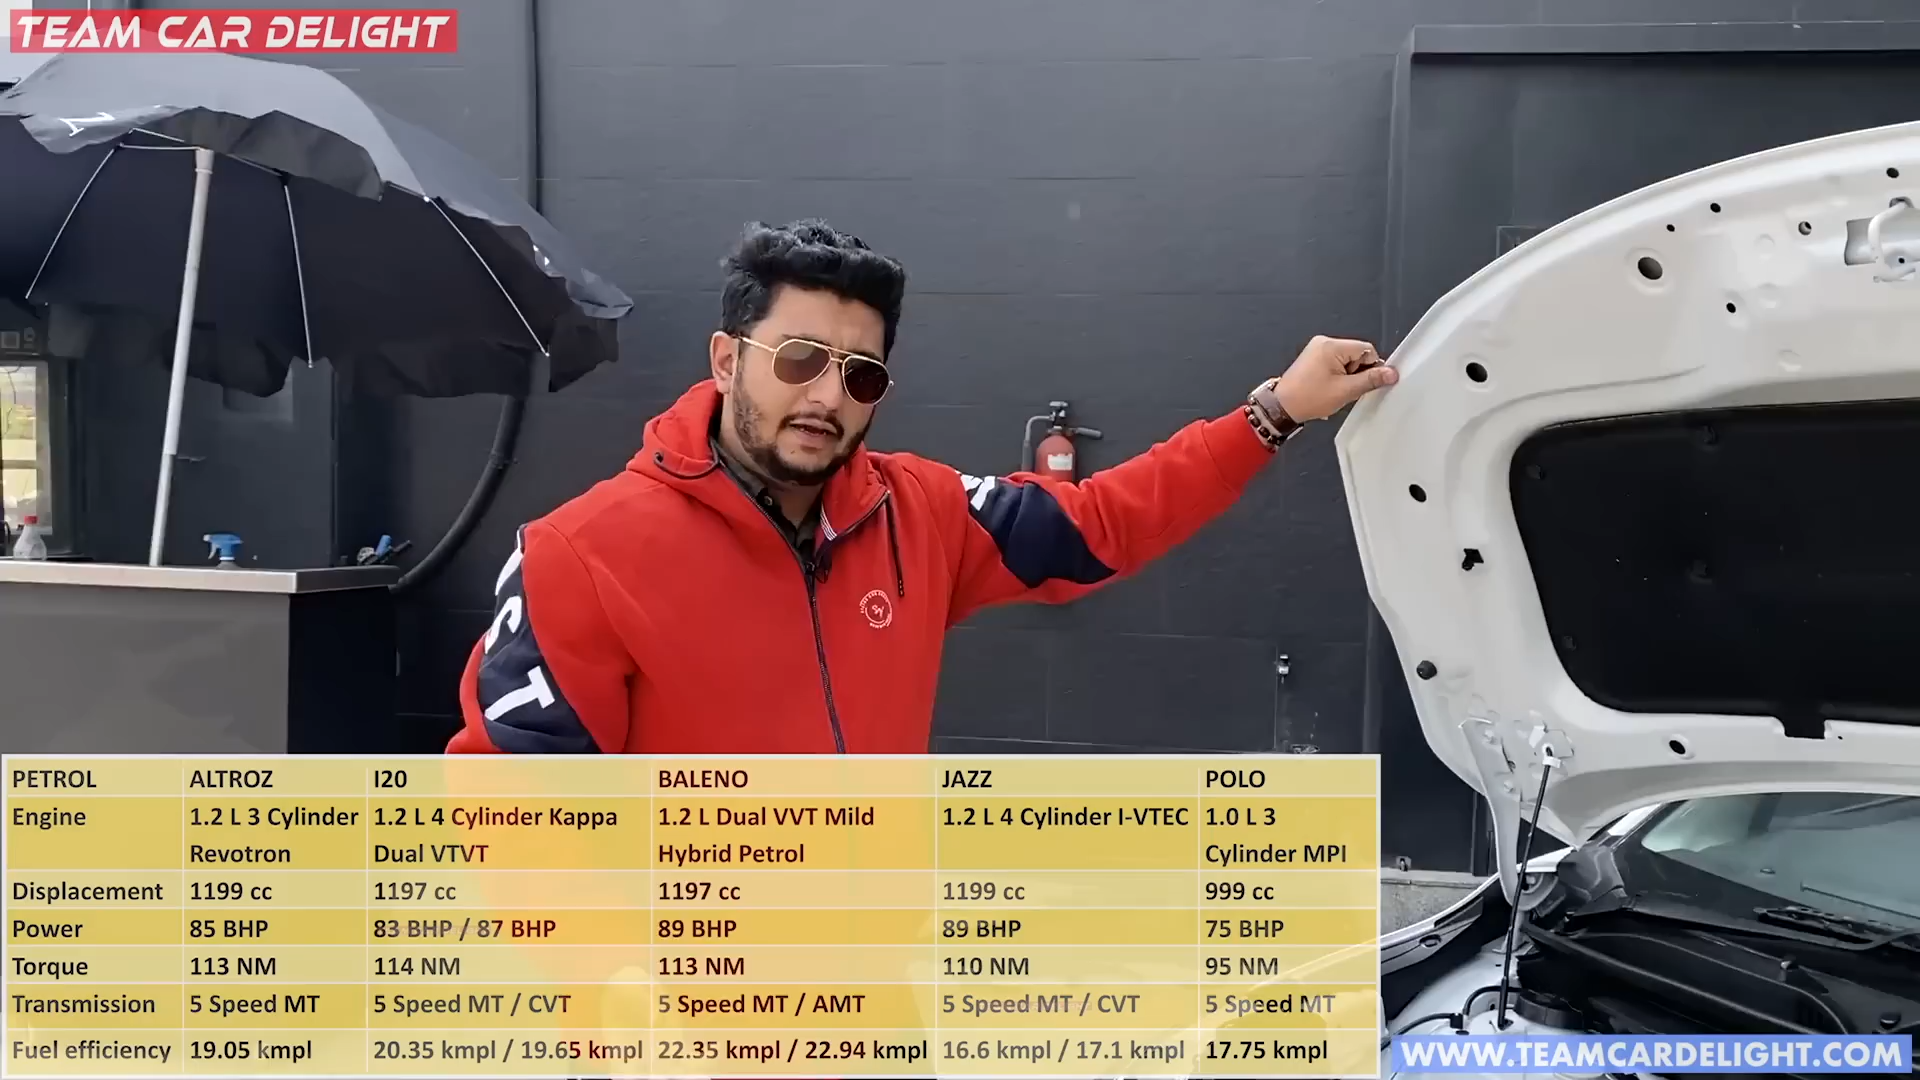 TEAM CAR DELIGHT
Z
S
T
SW
PETROL ALTROZ I20 BALENO JAZZ POLO
Engine 1.2 L 3 Cylinder 1.2 L 4 Cylinder Kappa 1.2 L Dual VVT Mild 1.2 L 4 Cylinder I-VTEC 1.0 L 3
Revotron Dual VTVT Hybrid Petrol Cylinder MPI
Displacement 1199 cc 1197 cc 1197 cc 1199 cc 999 cc
Power 85 BHP 83 BHP / 87 BHP 89 BHP 89 BHP 75 BHP
Torque 113 NM 114 NM 113 NM 110 NM 95 NM
Transmission 5 Speed MT 5 Speed MT / CVT 5 Speed MT / AMT 5 Speed MT / CVT 5 Speed MT
Fuel efficiency 19.05 kmpl 20.35 kmpl / 19.65 kmpl 22.35 kmpl / 22.94 kmpl 16.6 kmpl / 17.1 kmpl 17.75 kmpl
WWW.TEAMCARDELIGHT.COM